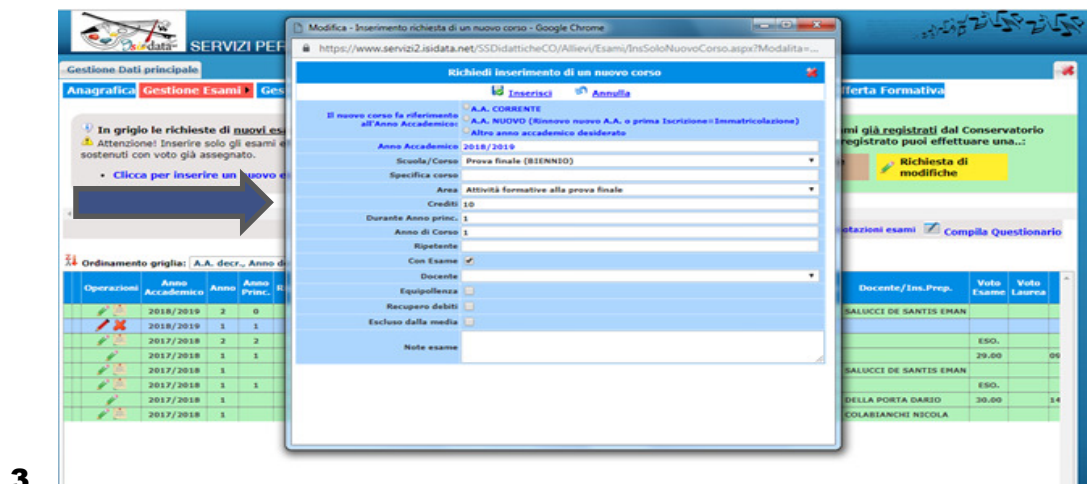 Isidata
SERVIZI PER
Gestione Dati principale
Anagrafica Gestione Esami Ges
fferta Formativa
In grigio le richieste di nuovi es
Attenzione! Inserire solo gli esami e
sostenuti con voto già assegnato.
Clicca per inserire un nuovo e
mi già registrati dal Conservatorio
registrato puoi effettuare una..:
Richiesta di
modifiche
otazioni esami Compila Questionario
Ordinamento griglia: A.A. decr., Anno di
Modifica - Inserimento richiesta di un nuovo corso - Google Chrome
https://www.servizi2.isidata.net/SSDidatticheCO/Allievi/Esami/InsSoloNuovoCorso.aspx?Modalita=...
Richiedi inserimento di un nuovo corso
Inserisci Annulla
Il nuovo corso fa riferimento
all'Anno Accademico:
A.A. CORRENTE
A.A. NUOVO (Rinnovo nuovo A.A. o prima Iscrizione=Immatricolazione)
Altro anno accademico desiderato
Anno Accademico 2018/2019
Scuola/Corso Prova finale (BIENNIO)
Specifica corso
Area Attività formative alla prova finale
Crediti 10
Durante Anno princ. 1
Anno di Corso 1
Ripetente
Con Esame
Docente
Equipollenza
Recupero debiti
Escluso dalla media
Note esame
Operazioni Anno Accademico Anno Anno Princ. R Docente/Ins.Prep. Voto Esame Voto Laurea
2018/2019 2 0 SALUCCI DE SANTIS EMAN
2018/2019 1 1
2017/2018 2 2 ESO.
2017/2018 1 1 29.00 09
2017/2018 1 SALUCCI DE SANTIS EMAN
2017/2018 1 1 ESO.
2017/2018 1 DELLA PORTA DARIO 30.00 14
2017/2018 1 COLABIANCHI NICOLA
3